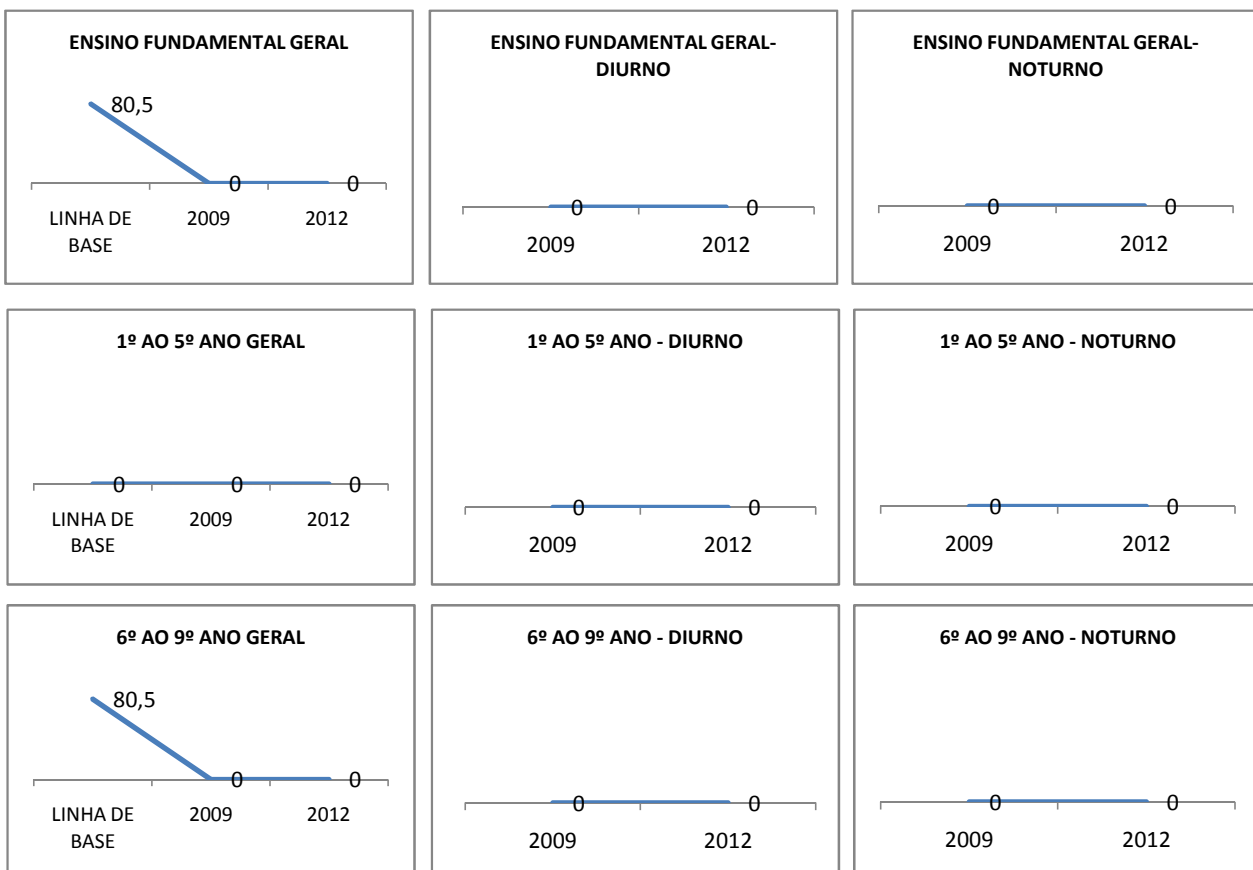 ENSINO FUNDAMENTAL GERAL
80,5
0
0
LINHA DE
BASE
2009
2012
ENSINO FUNDAMENTAL GERAL-
DIURNO
0
0
2009
2012
ENSINO FUNDAMENTAL GERAL-
NOTURNO
0
0
2009
2012
1º AO 5º ANO GERAL
0
0
0
LINHA DE
BASE
2009
2012
1º AO 5º ANO - DIURNO
0
0
2009
2012
1º AO 5º ANO - NOTURNO
0
0
2009
2012
6º AO 9º ANO GERAL
80,5
0
0
LINHA DE
BASE
2009
2012
6º AO 9º ANO - DIURNO
0
0
2009
2012
6º AO 9º ANO - NOTURNO
0
0
2009
2012